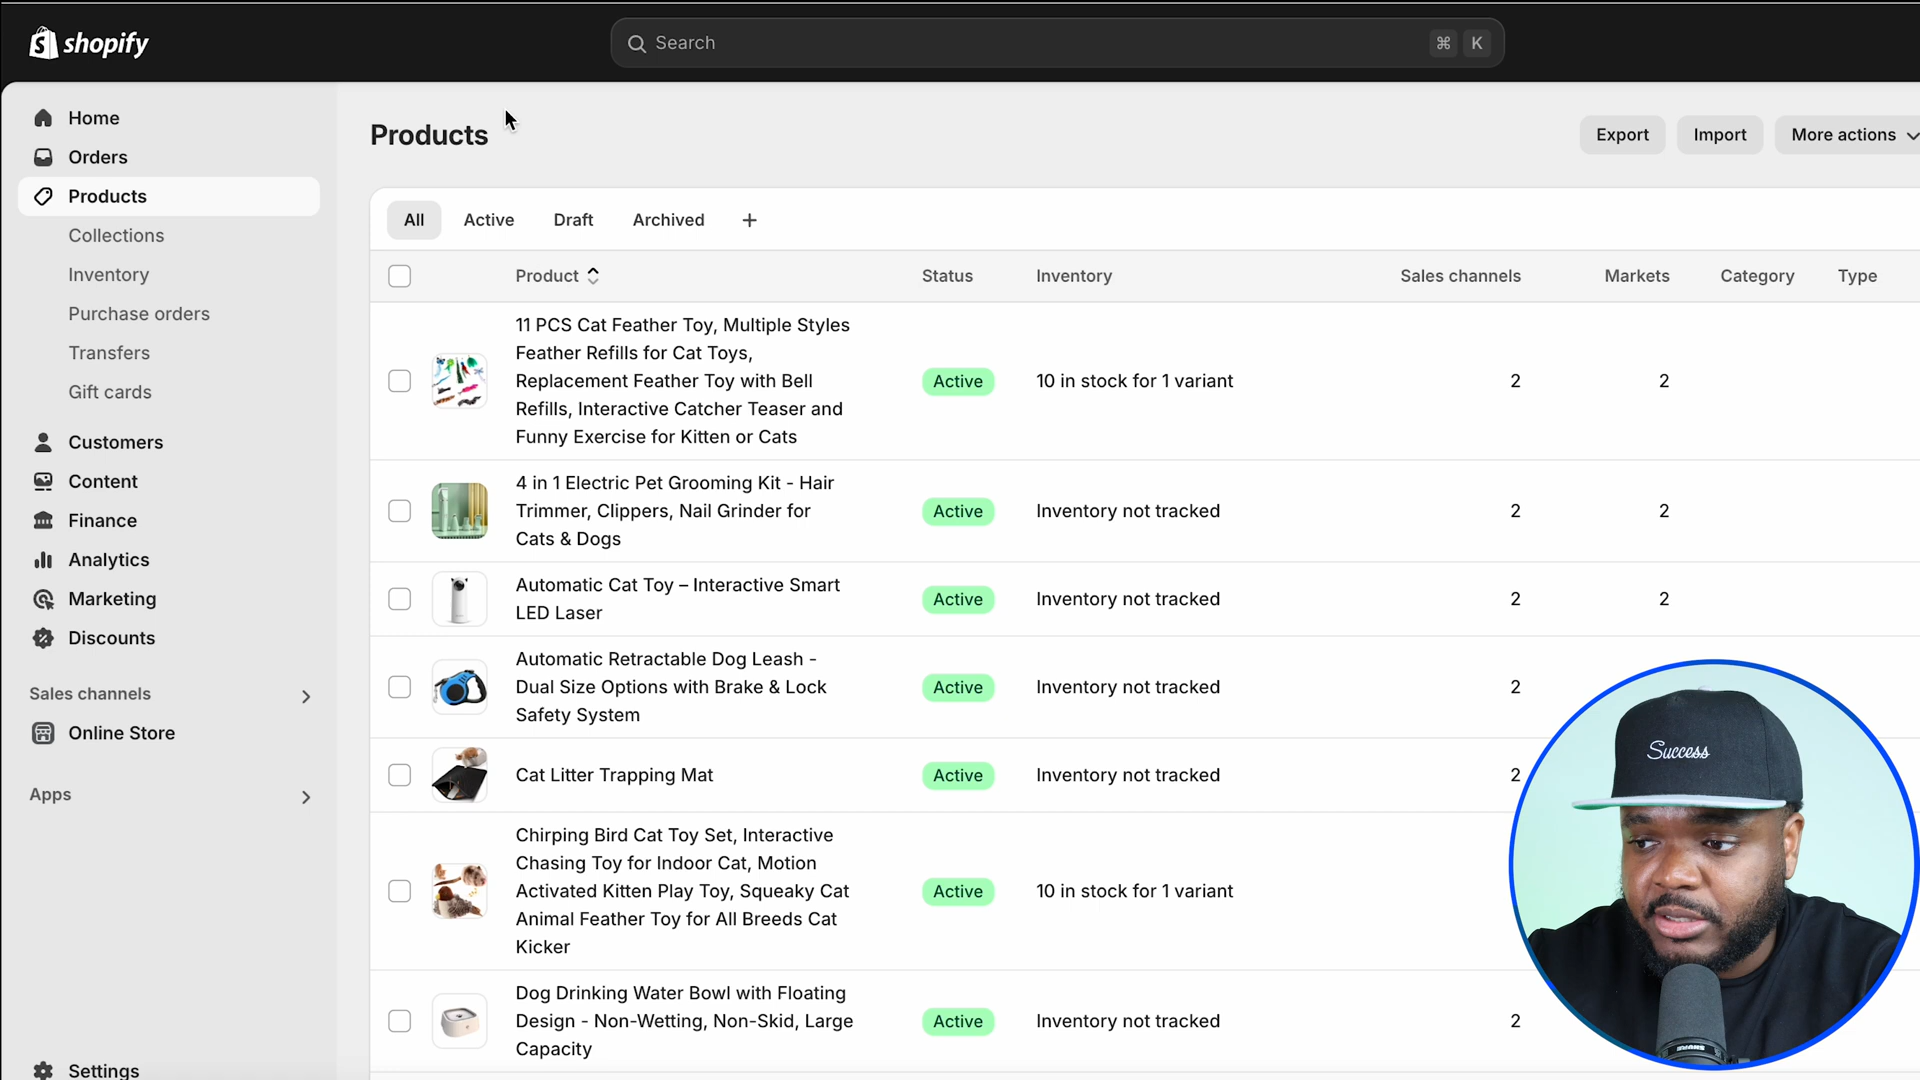 shopify
Search
⌘ K
Home
Orders
Products
Collections
Inventory
Purchase orders
Transfers
Gift cards
Customers
Content
Finance
Analytics
Marketing
Discounts
Sales channels
Online Store
Apps
Settings
Products
Export Import More actions
All Active Draft Archived +
Product Status Inventory Sales channels Markets Category Type
11 PCS Cat Feather Toy, Multiple Styles
Feather Refills for Cat Toys,
Replacement Feather Toy with Bell
Refills, Interactive Catcher Teaser and
Funny Exercise for Kitten or Cats
Active 10 in stock for 1 variant 2 2
4 in 1 Electric Pet Grooming Kit - Hair
Trimmer, Clippers, Nail Grinder for
Cats & Dogs
Active Inventory not tracked 2 2
Automatic Cat Toy – Interactive Smart
LED Laser
Active Inventory not tracked 2 2
Automatic Retractable Dog Leash -
Dual Size Options with Brake & Lock
Safety System
Active Inventory not tracked 2
Cat Litter Trapping Mat Active Inventory not tracked 2
Chirping Bird Cat Toy Set, Interactive
Chasing Toy for Indoor Cat, Motion
Activated Kitten Play Toy, Squeaky Cat
Animal Feather Toy for All Breeds Cat
Kicker
Active 10 in stock for 1 variant
Dog Drinking Water Bowl with Floating
Design - Non-Wetting, Non-Skid, Large
Capacity
Active Inventory not tracked 2
Success
SHURE